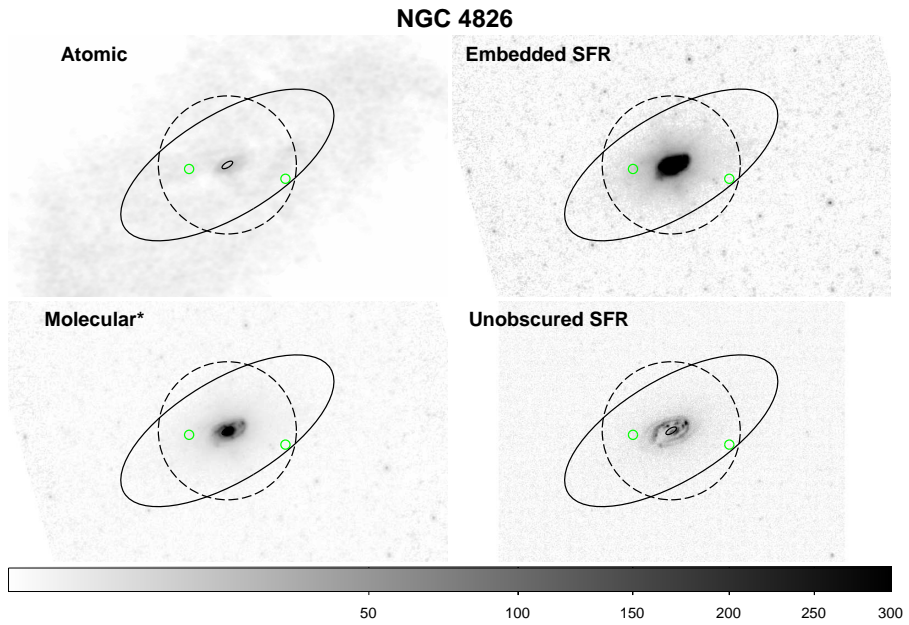 NGC 4826
Atomic
Embedded SFR
Molecular*
Unobscured SFR
50 100 150 200 250 300